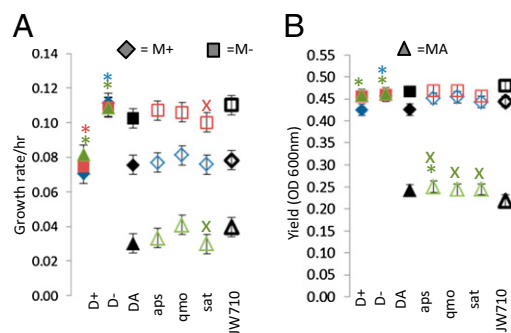 A
◆ = M+ ■ =M-
Growth rate/hr
0.14
0.12
0.10
0.08
0.06
0.04
0.02
0.00
* * * * x x
D+ D- DA aps qmo sat JW710
B
▲ =MA
Yield (OD 600nm)
0.55
0.50
0.45
0.40
0.35
0.30
0.25
0.20
0.15
0.10
0.05
0.00
* * * x * x x
D+ D- DA aps qmo sat JW710